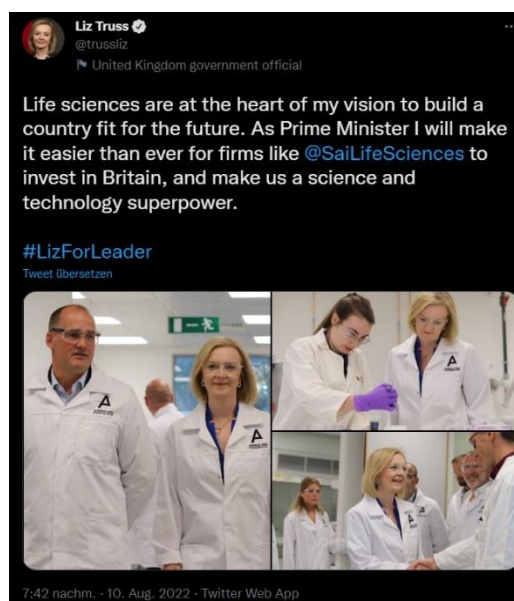 Liz Truss
@trussliz
United Kingdom government official
Life sciences are at the heart of my vision to build a
country fit for the future. As Prime Minister I will make
it easier than ever for firms like @SaiLifeSciences to
invest in Britain, and make us a science and
technology superpower.
#LizForLeader
Tweet übersetzen
7:42 nachm. · 10. Aug. 2022 · Twitter Web App